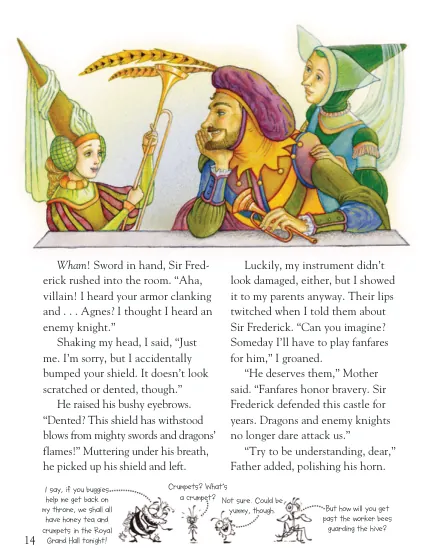 Wham! Sword in hand, Sir Fred-
erick rushed into the room. “Aha,
villain! I heard your armor clanking
and . . . Agnes? I thought I heard an
enemy knight.”
Shaking my head, I said, “Just
me. I’m sorry, but I accidentally
bumped your shield. It doesn’t look
scratched or dented, though.”
He raised his bushy eyebrows.
“Dented? This shield has withstood
blows from mighty swords and dragons’
flames!” Muttering under his breath,
he picked up his shield and left.
Luckily, my instrument didn’t
look damaged, either, but I showed
it to my parents anyway. Their lips
twitched when I told them about
Sir Frederick. “Can you imagine?
Someday I’ll have to play fanfares
for him,” I groaned.
“He deserves them,” Mother
said. “Fanfares honor bravery. Sir
Frederick defended this castle for
years. Dragons and enemy knights
no longer dare attack us.”
“Try to be understanding, dear,”
Father added, polishing his horn.
I say, if you buggies
help me get back on
my throne, we shall all
have honey tea and
crumpets in the Royal
Grand Hall tonight!
Crumpets? What’s
a crumpet?
Not sure. Could be
yummy, though.
But how will you get
past the worker bees
guarding the hive?
14